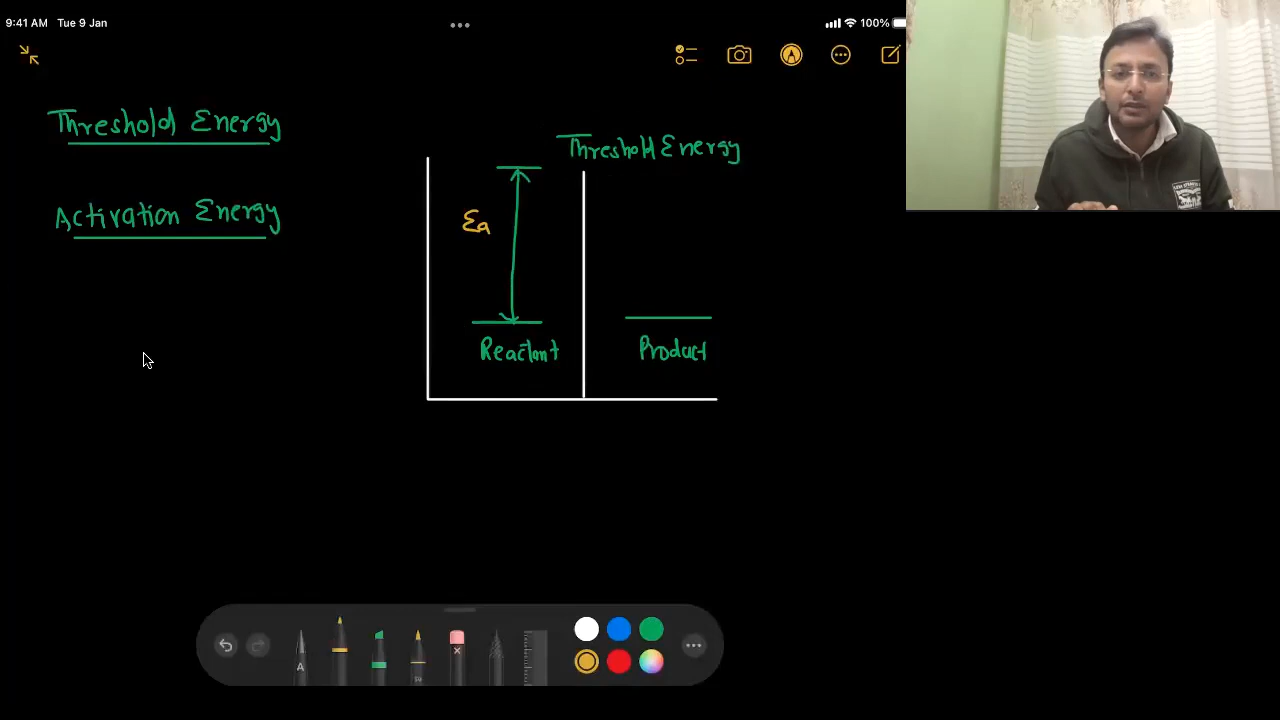 9:41 AM Tue 9 Jan
100%
Threshold Energy
Threshold Energy
Activation Energy
Ea
Reactant
Product
A